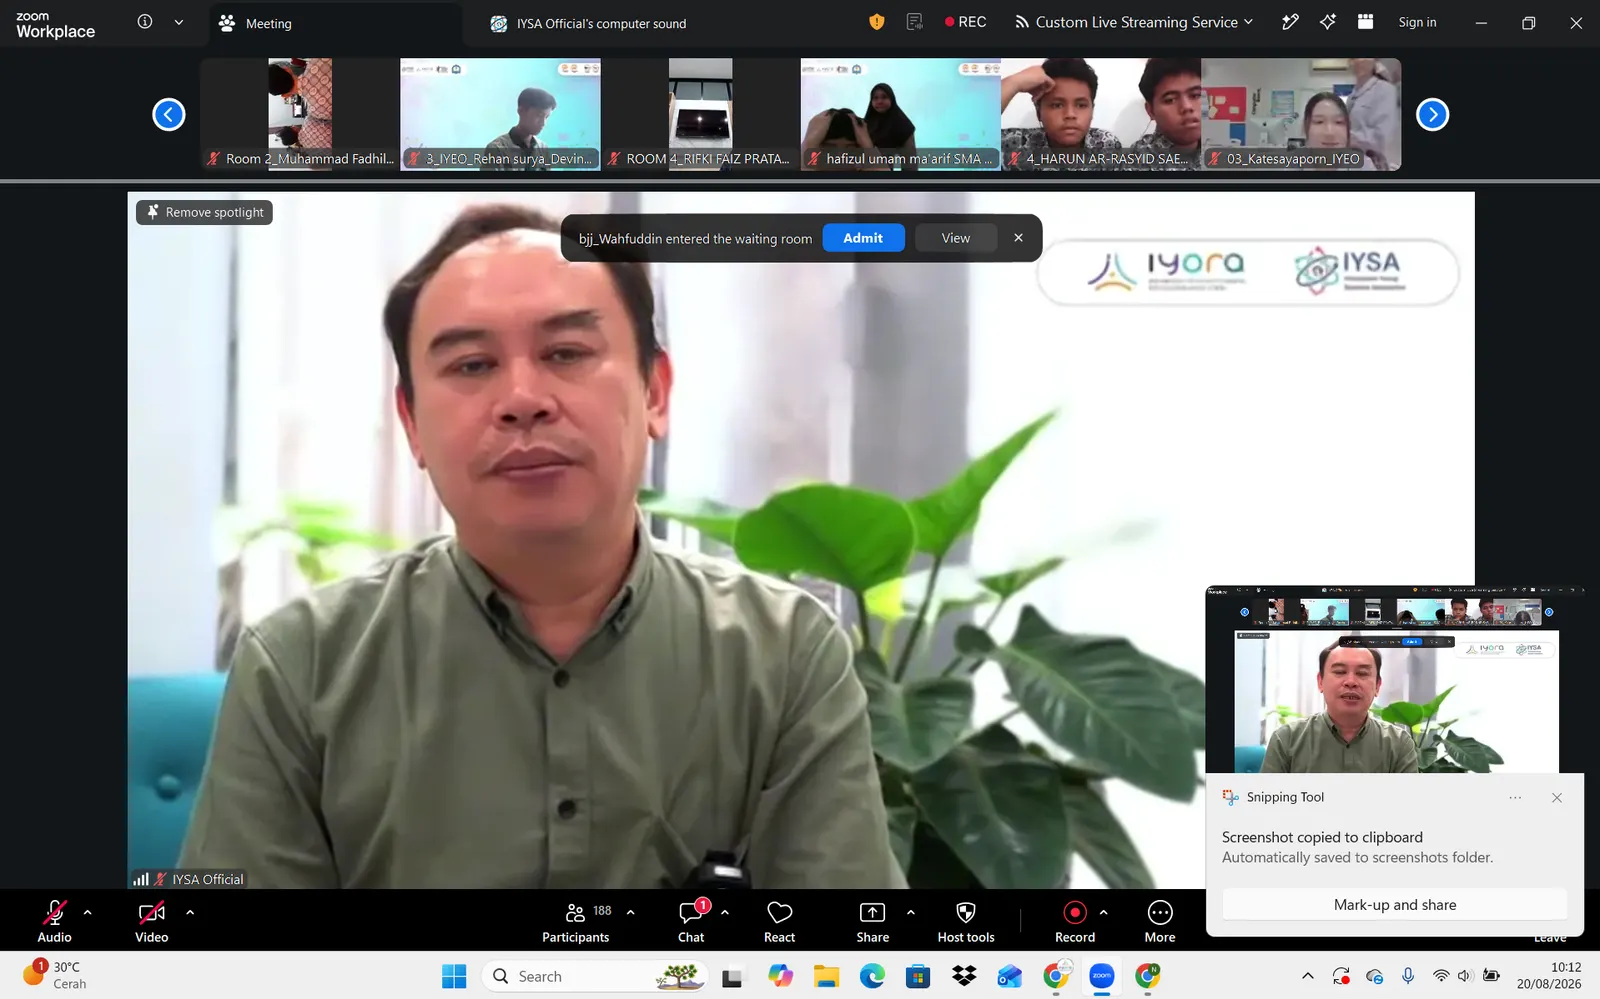 zoom
Workplace
Meeting
IYSA Official's computer sound
REC
Custom Live Streaming Service
Sign in
Room 2_Muhammad Fadhil...
3_IYEO_Rehan surya_Devin...
ROOM 4_RIFKI FAIZ PRATA...
hafizul umam ma'arif SMA ...
4_HARUN AR-RASYID SAE...
03_Katesayaporn_IYEO
Remove spotlight
bjj_Wahfuddin entered the waiting room
Admit
View
IYora
IYSA
IYSA Official
Snipping Tool
Screenshot copied to clipboard
Automatically saved to screenshots folder.
Mark-up and share
Audio
Video
188
Participants
1
Chat
React
Share
Host tools
Record
More
Leave
1
30°C
Cerah
Search
zoom
N
10:12
20/08/2026